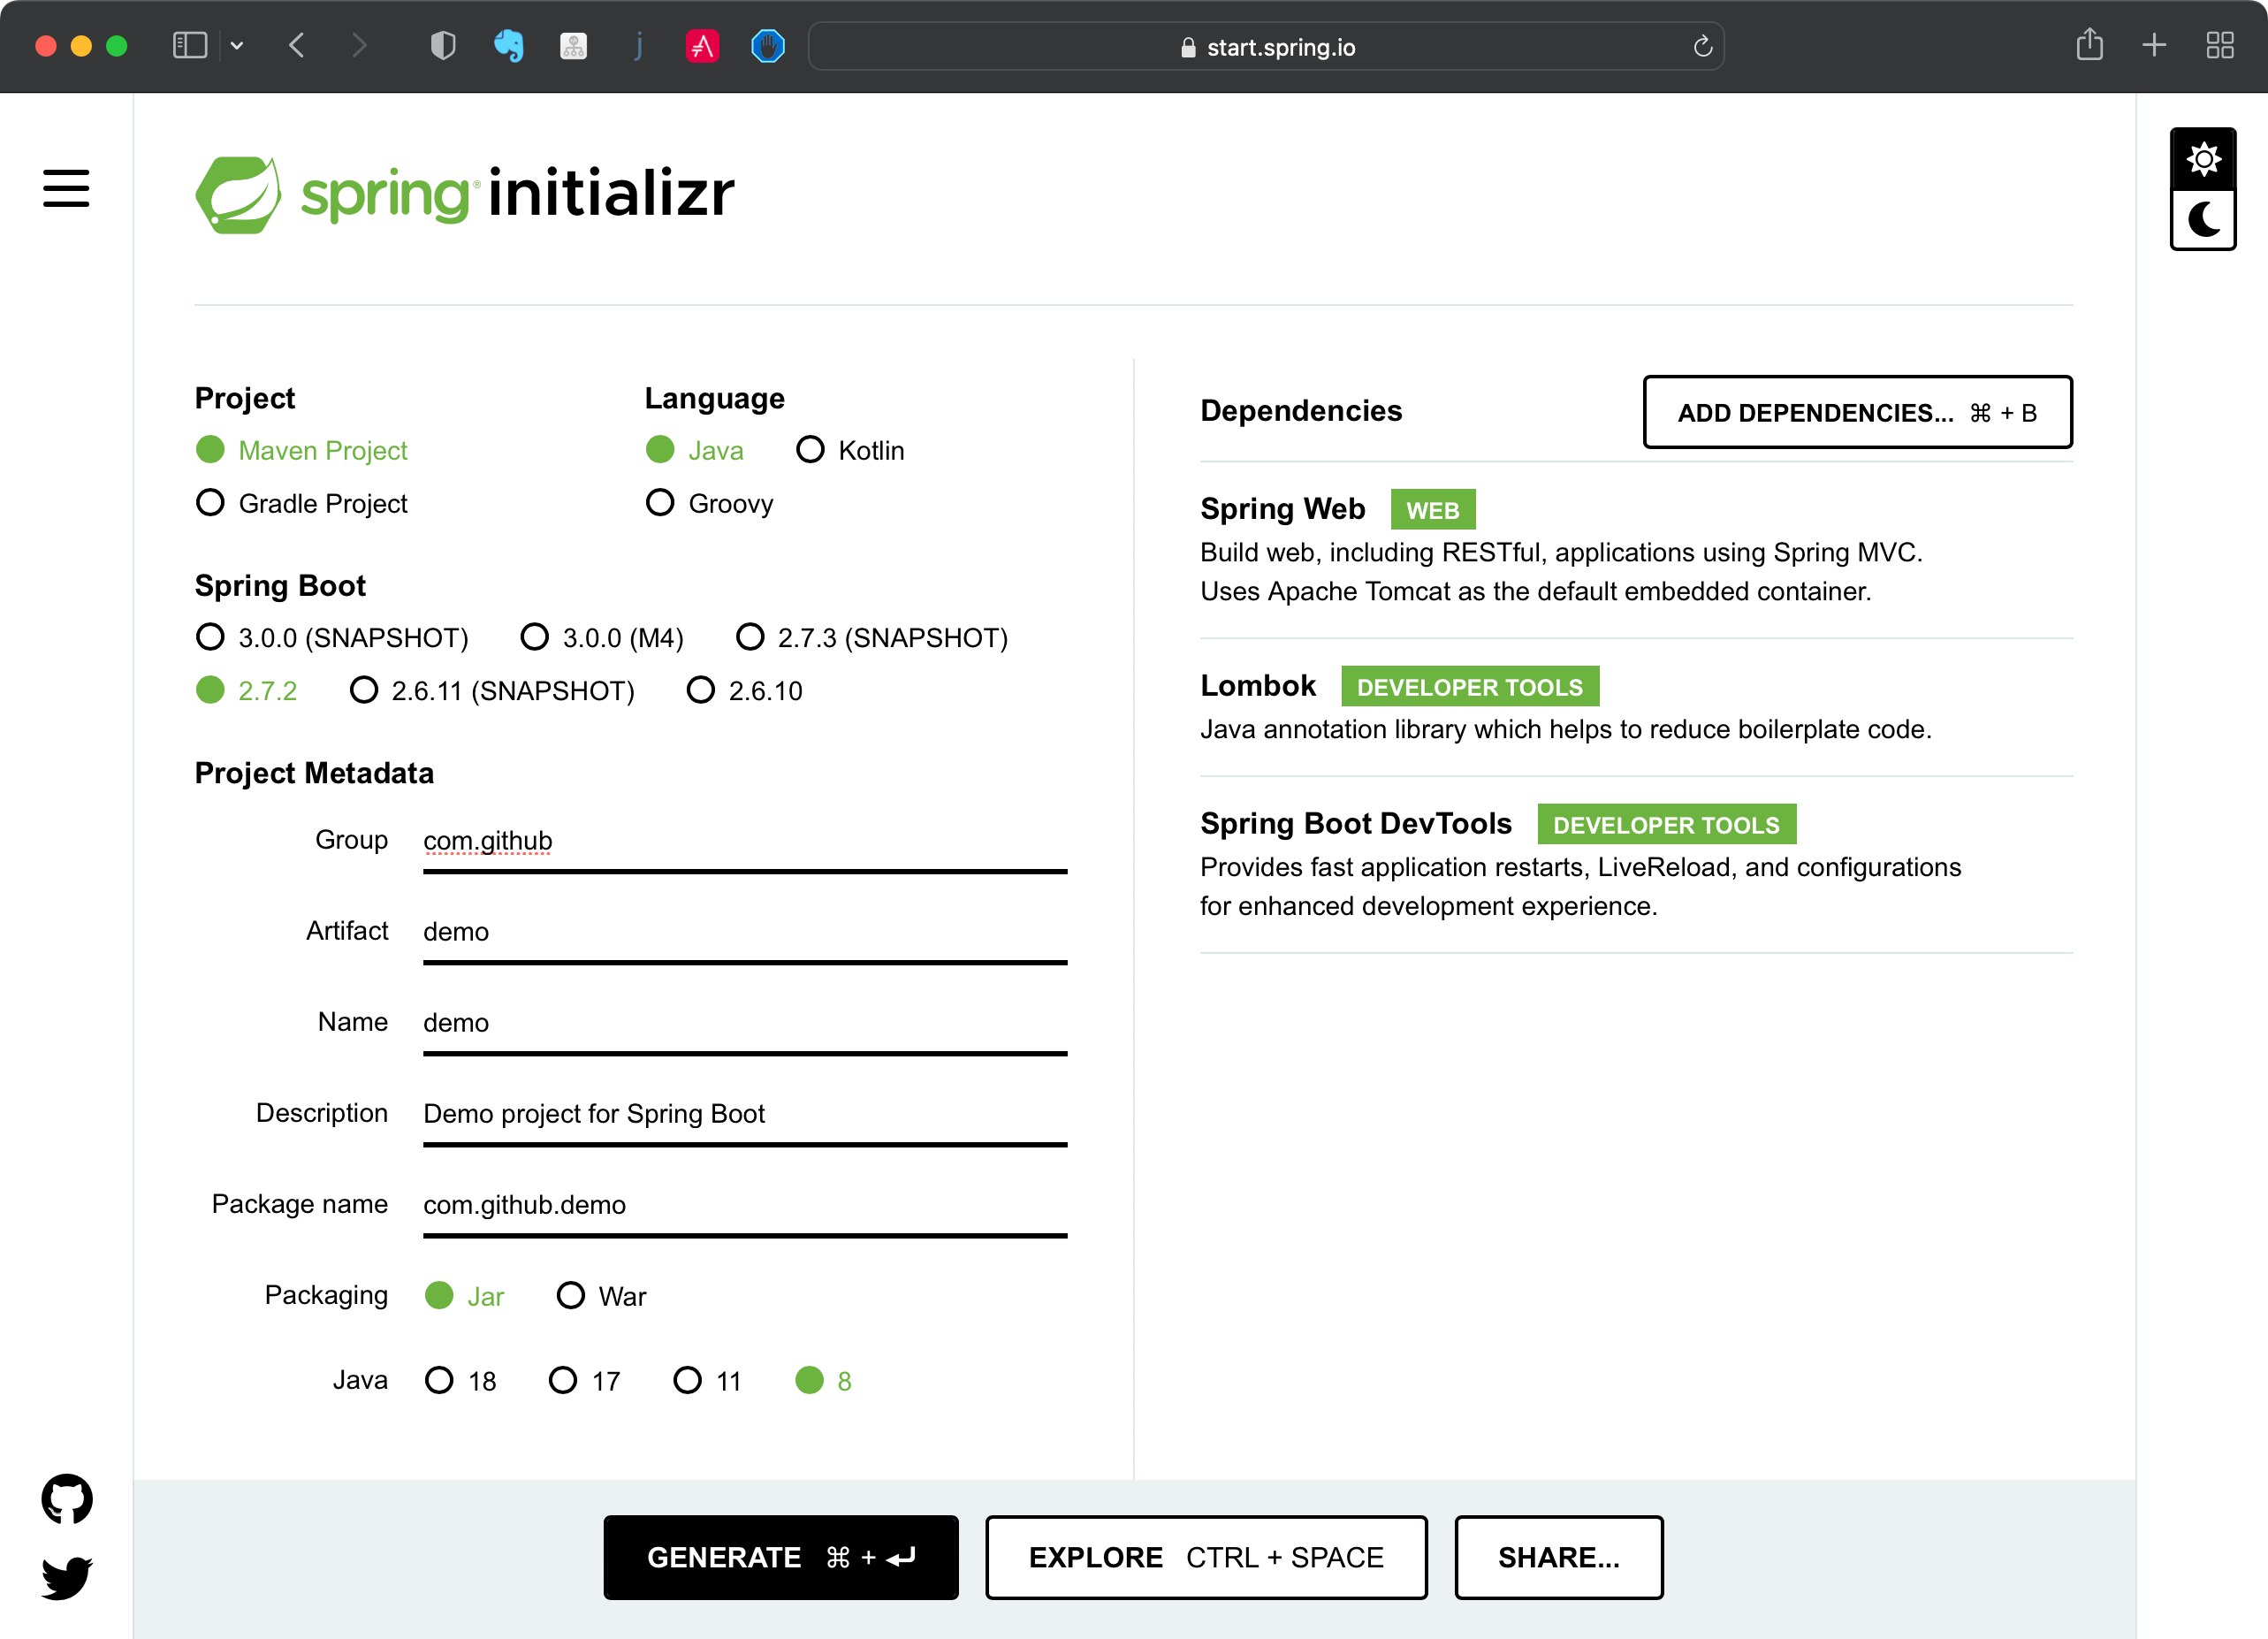 start.spring.io
spring® initializr
Project
Maven Project
Gradle Project
Language
Java Kotlin
Groovy
Spring Boot
3.0.0 (SNAPSHOT) 3.0.0 (M4) 2.7.3 (SNAPSHOT)
2.7.2 2.6.11 (SNAPSHOT) 2.6.10
Project Metadata
Group com.github
Artifact demo
Name demo
Description Demo project for Spring Boot
Package name com.github.demo
Packaging Jar War
Java 18 17 11 8
Dependencies ADD DEPENDENCIES... ⌘ + B
Spring Web WEB
Build web, including RESTful, applications using Spring MVC.
Uses Apache Tomcat as the default embedded container.
Lombok DEVELOPER TOOLS
Java annotation library which helps to reduce boilerplate code.
Spring Boot DevTools DEVELOPER TOOLS
Provides fast application restarts, LiveReload, and configurations
for enhanced development experience.
GENERATE ⌘ + ⏎ EXPLORE CTRL + SPACE SHARE...